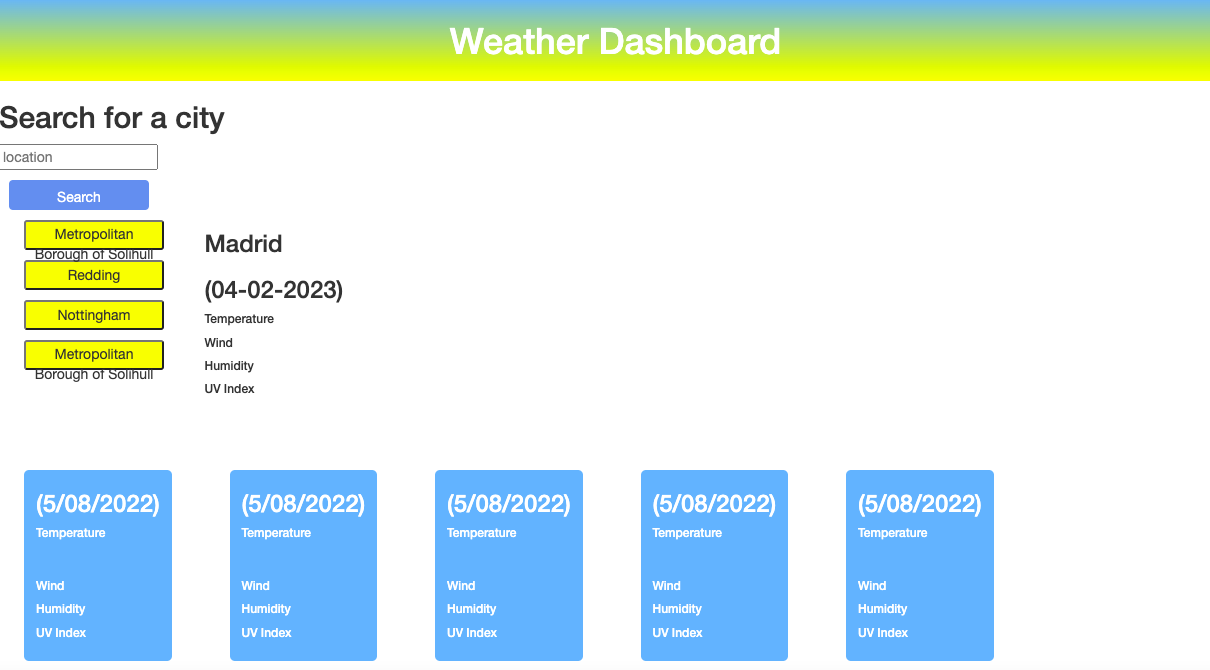 Weather Dashboard
Search for a city
location
Search
Metropolitan
Borough of Solihull
Redding
Nottingham
Metropolitan
Borough of Solihull
Madrid
(04-02-2023)
Temperature
Wind
Humidity
UV Index
(5/08/2022)
Temperature
Wind
Humidity
UV Index
(5/08/2022)
Temperature
Wind
Humidity
UV Index
(5/08/2022)
Temperature
Wind
Humidity
UV Index
(5/08/2022)
Temperature
Wind
Humidity
UV Index
(5/08/2022)
Temperature
Wind
Humidity
UV Index